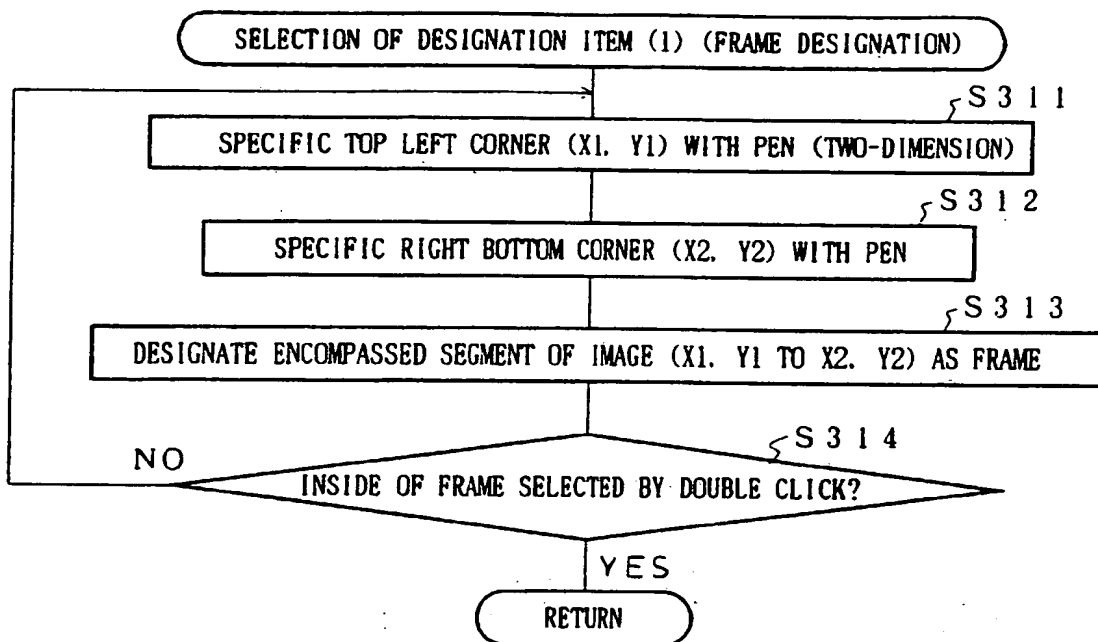 SELECTION OF DESIGNATION ITEM (1) (FRAME DESIGNATION)
S311
SPECIFIC TOP LEFT CORNER (X1. Y1) WITH PEN (TWO-DIMENSION)
S312
SPECIFIC RIGHT BOTTOM CORNER (X2. Y2) WITH PEN
S313
DESIGNATE ENCOMPASSED SEGMENT OF IMAGE (X1. Y1 TO X2. Y2) AS FRAME
S314
NO
INSIDE OF FRAME SELECTED BY DOUBLE CLICK?
YES
RETURN